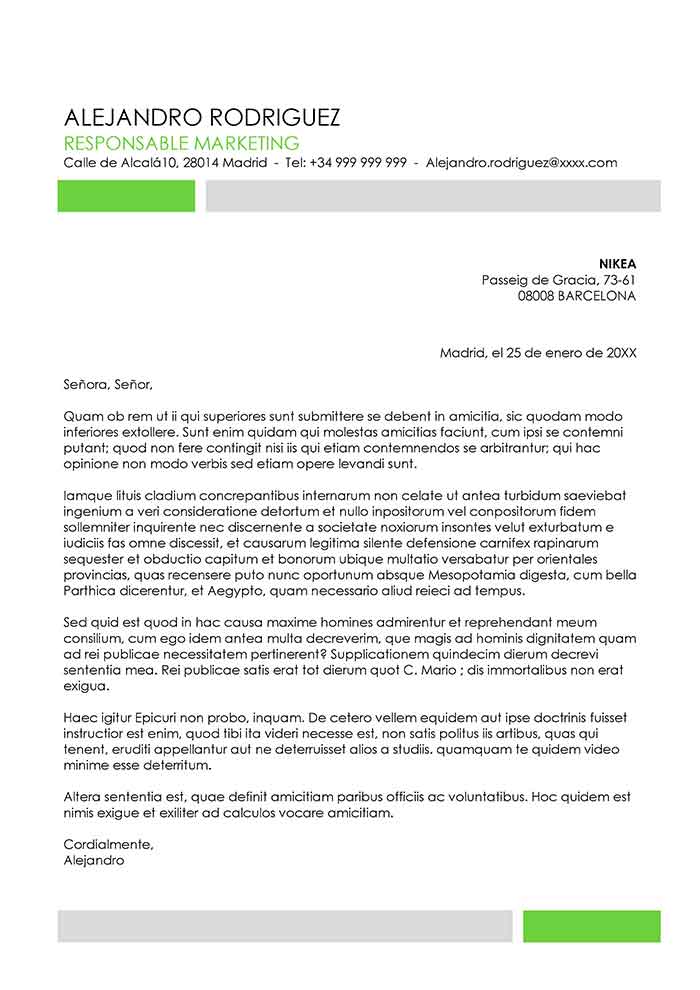 ALEJANDRO RODRIGUEZ
RESPONSABLE MARKETING
Calle de Alcalá10, 28014 Madrid - Tel: +34 999 999 999 - Alejandro.rodriguez@xxxx.com
NIKEA
Passeig de Gracia, 73-61
08008 BARCELONA
Madrid, el 25 de enero de 20XX
Señora, Señor,
Quam ob rem ut ii qui superiores sunt submittere se debent in amicitia, sic quodam modo
inferiores extollere. Sunt enim quidam qui molestas amicitias faciunt, cum ipsi se contemni
putant; quod non fere contingit nisi iis qui etiam contemnendos se arbitrantur; qui hac
opinione non modo verbis sed etiam opere levandi sunt.
Iamque lituis cladium concrepantibus internarum non celate ut antea turbidum saeviebat
ingenium a veri consideratione detortum et nullo inpositorum vel conpositorum fidem
sollemniter inquirente nec discernente a societate noxiorum insontes velut exturbatum e
iudiciis fas omne discessit, et causarum legitima silente defensione carnifex rapinarum
sequester et obductio capitum et bonorum ubique multatio versabatur per orientales
provincias, quas recensere puto nunc oportunum absque Mesopotamia digesta, cum bella
Parthica dicerentur, et Aegypto, quam necessario aliud reieci ad tempus.
Sed quid est quod in hac causa maxime homines admirentur et reprehendant meum
consilium, cum ego idem antea multa decreverim, que magis ad hominis dignitatem quam
ad rei publicae necessitatem pertinerent? Supplicationem quindecim dierum decrevi
sententia mea. Rei publicae satis erat tot dierum quot C. Mario ; dis immortalibus non erat
exigua.
Haec igitur Epicuri non probo, inquam. De cetero vellem equidem aut ipse doctrinis fuisset
instructior est enim, quod tibi ita videri necesse est, non satis politus iis artibus, quas qui
tenent, eruditi appellantur aut ne deterruisset alios a studiis. quamquam te quidem video
minime esse deterritum.
Altera sententia est, quae definit amicitiam paribus officiis ac voluntatibus. Hoc quidem est
nimis exigue et exiliter ad calculos vocare amicitiam.
Cordialmente,
Alejandro